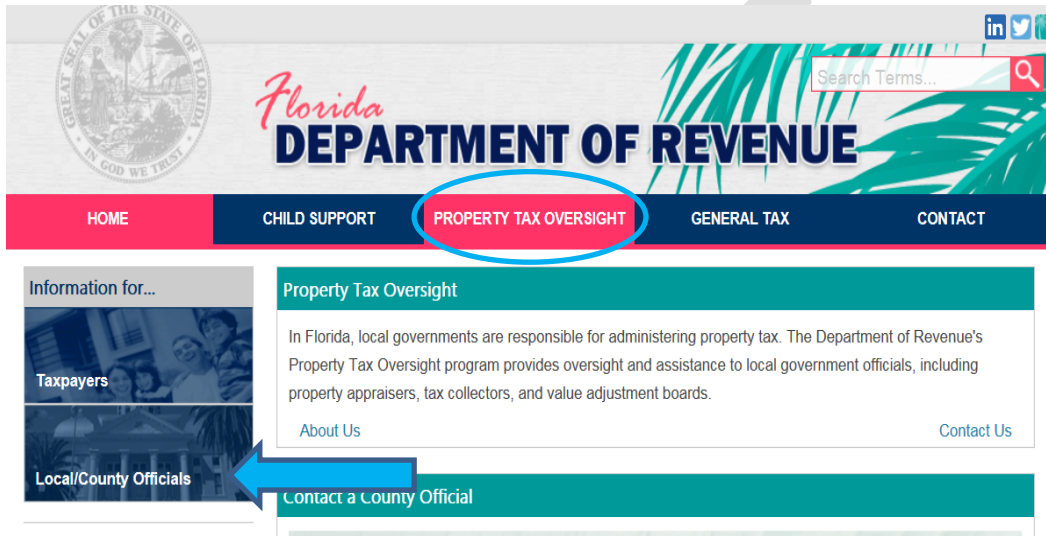 GREAT SEAL OF THE STATE OF FLORIDA
IN GOD WE TRUST
in
Search Terms...
Florida
DEPARTMENT OF REVENUE
HOME CHILD SUPPORT PROPERTY TAX OVERSIGHT GENERAL TAX CONTACT
Information for...
Taxpayers
Local/County Officials
Property Tax Oversight
In Florida, local governments are responsible for administering property tax. The Department of Revenue's
Property Tax Oversight program provides oversight and assistance to local government officials, including
property appraisers, tax collectors, and value adjustment boards.
About Us Contact Us
Contact a County Official